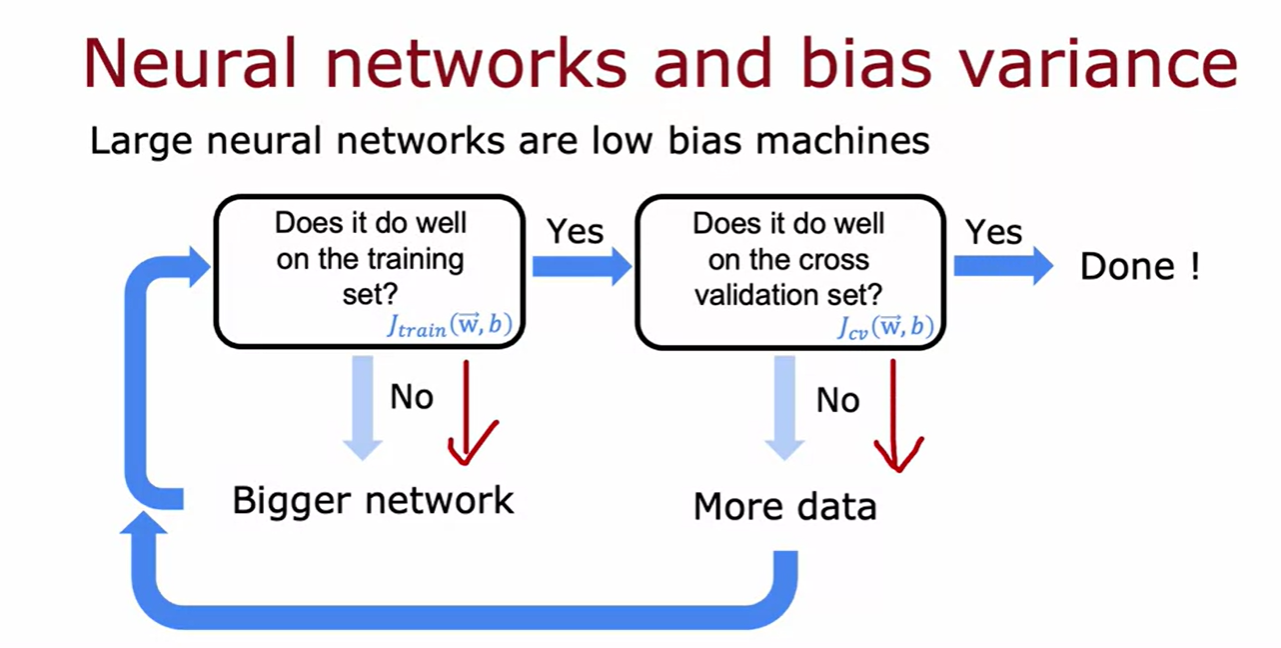 Neural networks and bias variance
Large neural networks are low bias machines
Does it do well
on the training
set?
J_{train}(\vec{w}, b)
Yes
Does it do well
on the cross
validation set?
J_{cv}(\vec{w}, b)
Yes
Done !
No
No
Bigger network
More data